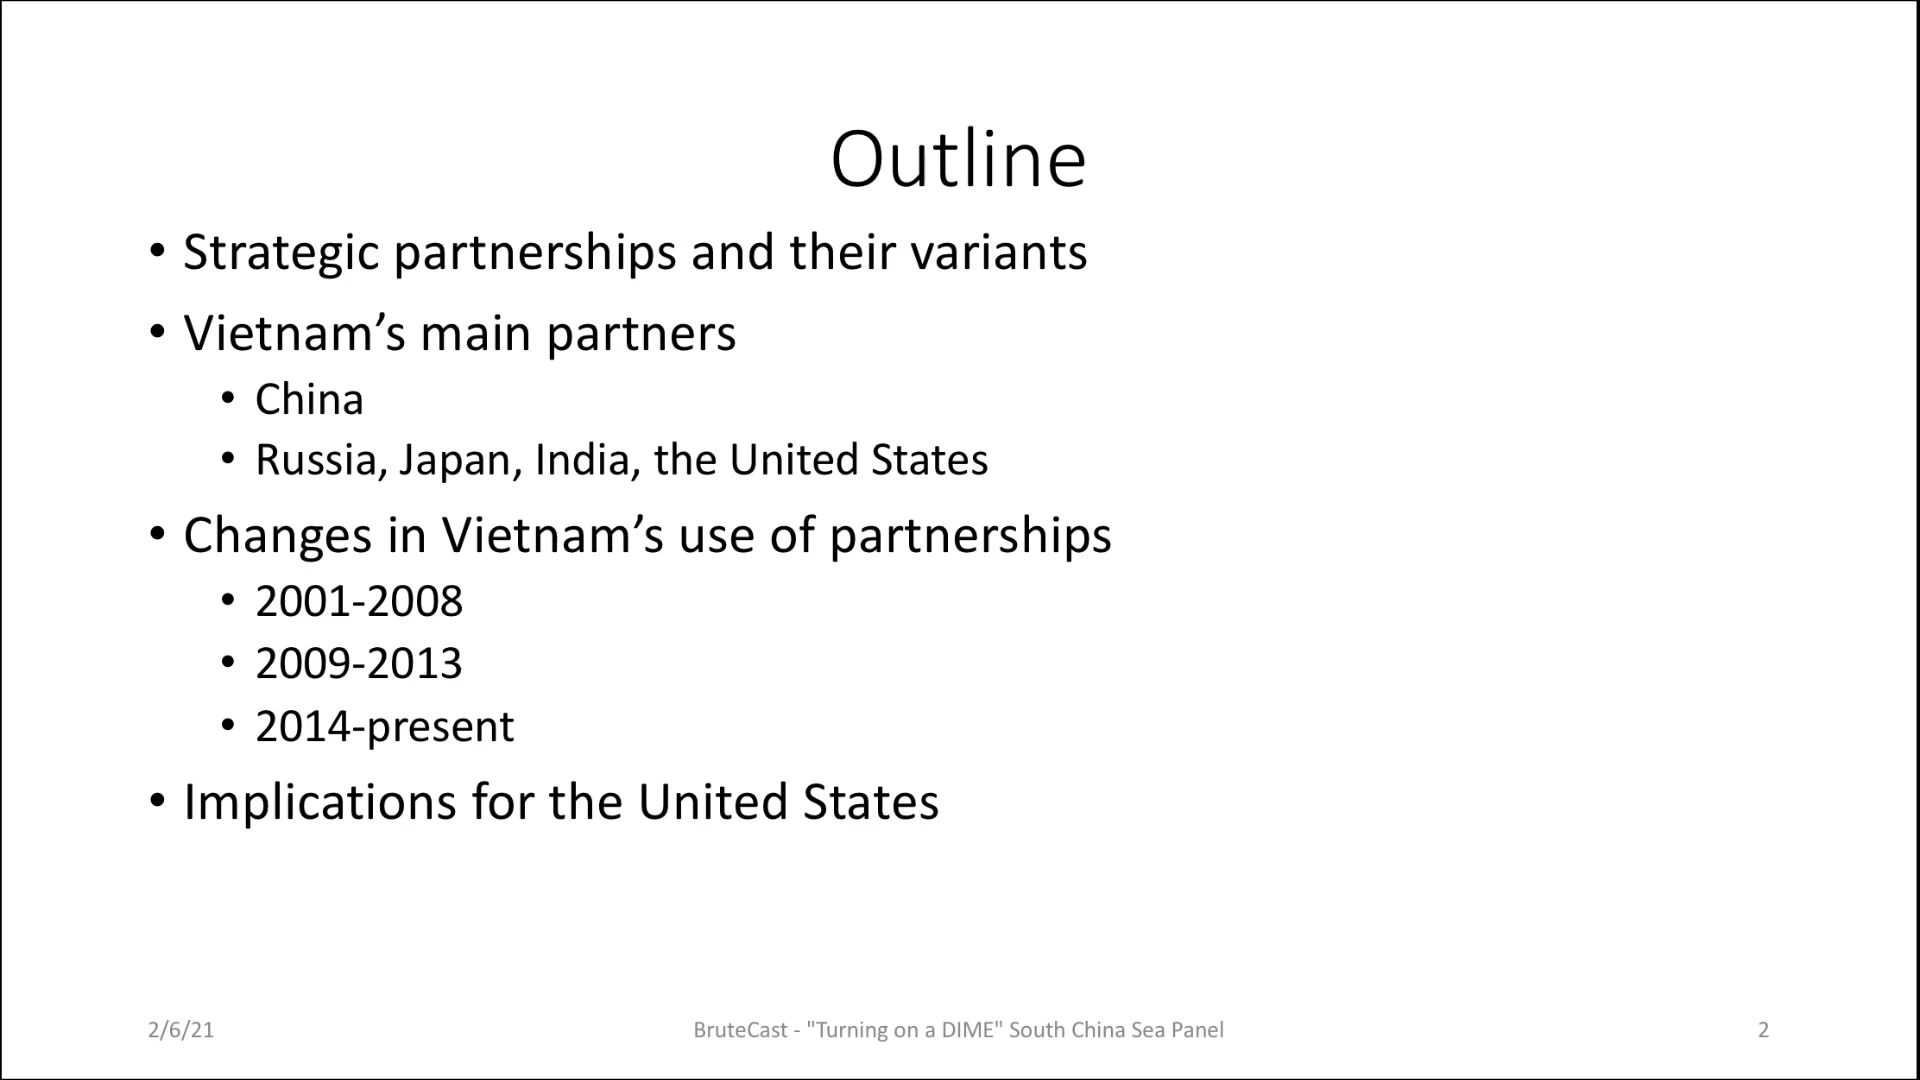 Outline
• Strategic partnerships and their variants
• Vietnam’s main partners
• China
• Russia, Japan, India, the United States
• Changes in Vietnam’s use of partnerships
• 2001-2008
• 2009-2013
• 2014-present
• Implications for the United States
2/6/21
BruteCast - "Turning on a DIME" South China Sea Panel
2